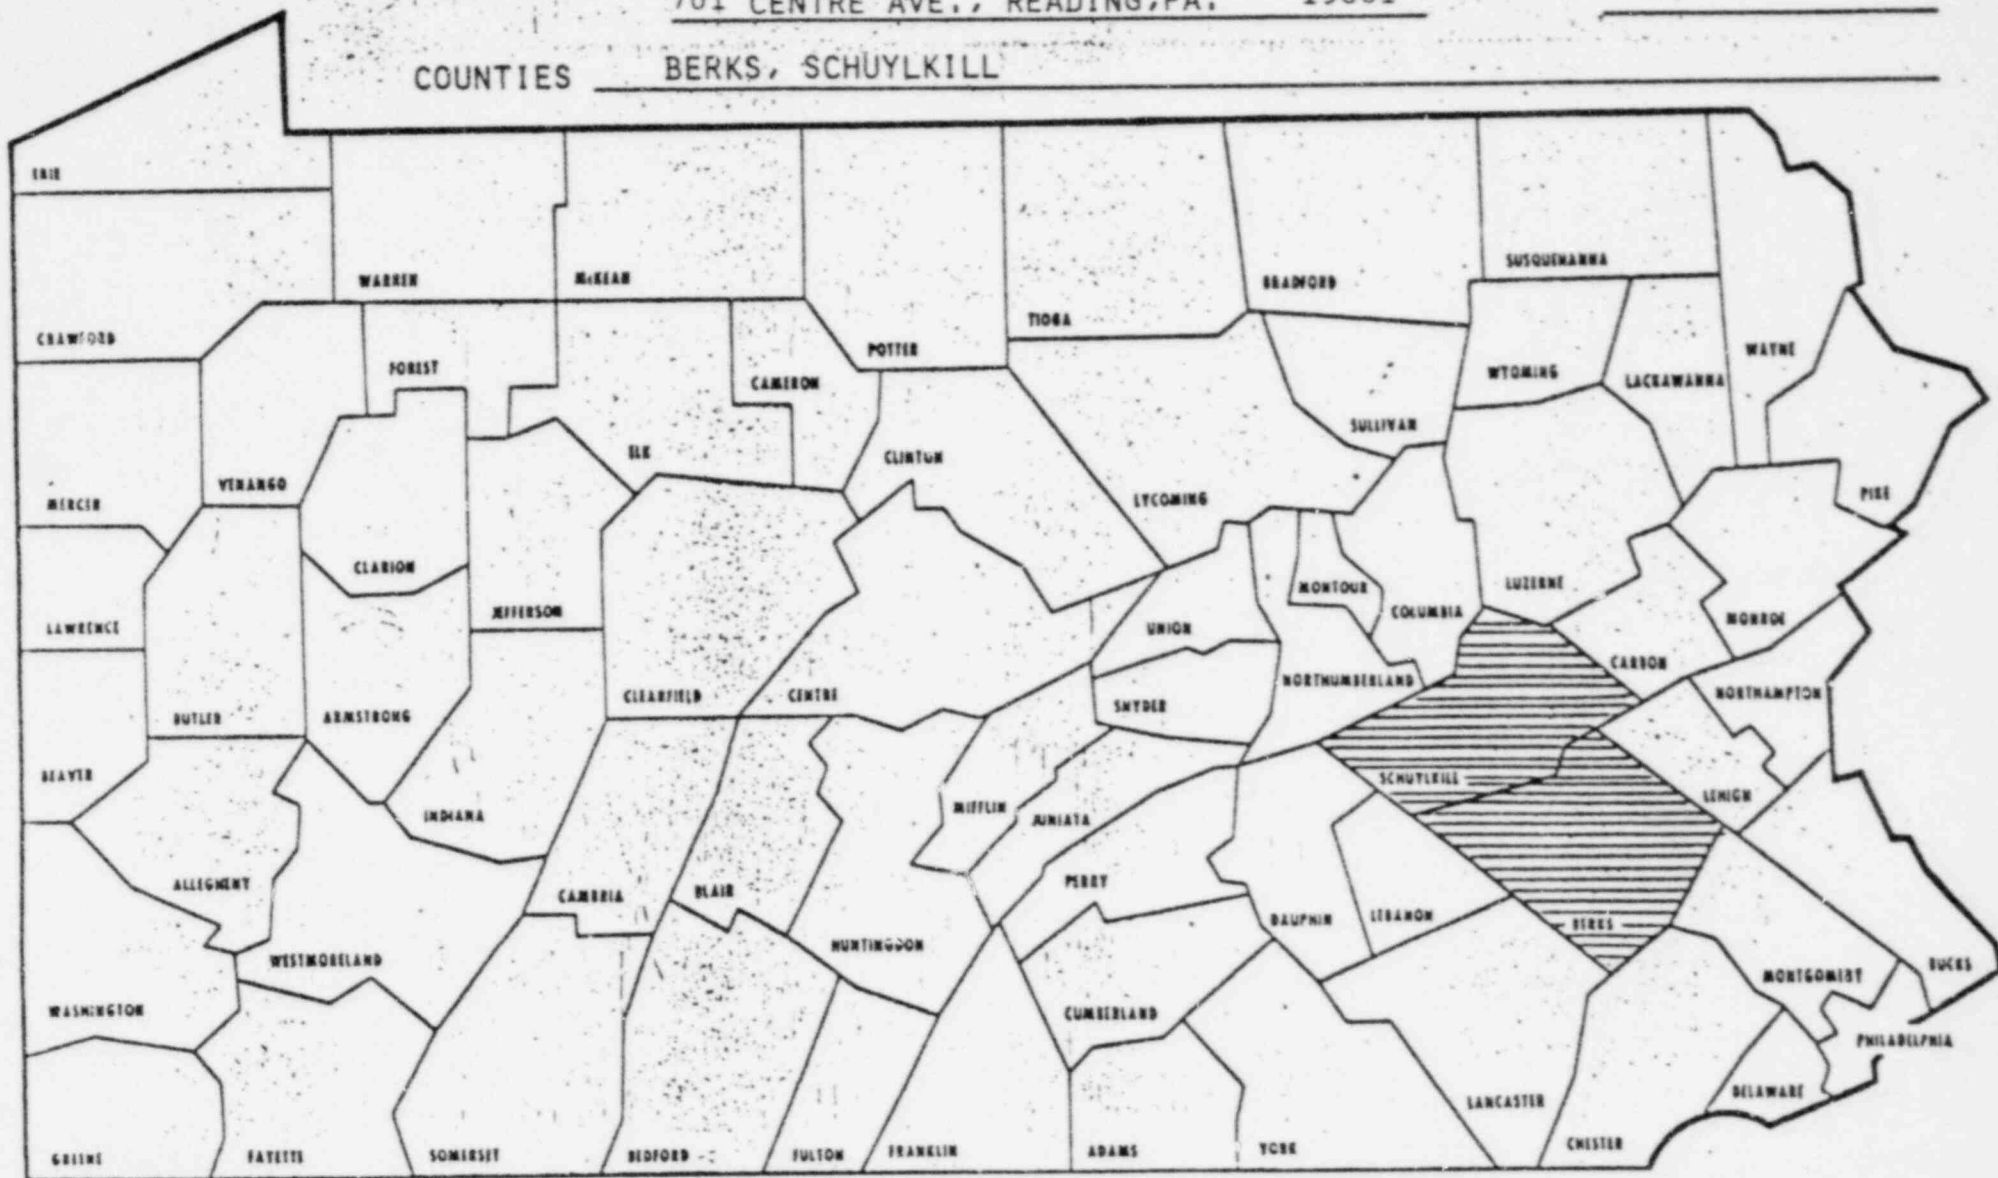 701 CENTRE AVE., READING, PA. 19601
COUNTIES BERKS, SCHUYLKILL
ERIE
WARREN
McKEAN
SUSQUEHANNA
BRADFORD
TIOGA
CRAWFORD
POTTER
WAYNE
FOREST
CAMERON
WYOMING
LACKAWANNA
SULLIVAN
ELK
CLINTON
VENANGO
PIKE
MERCER
LYCOMING
CLARION
LUZERNE
MONTOUR
JEFFERSON
COLUMBIA
LAWRENCE
UNION
MONROE
CARBON
NORTHUMBERLAND
CLEARFIELD
CENTRE
NORTHAMPTON
SNYDER
BUTLER
ARMSTRONG
BEAVER
SCHUYLKILL
LEHIGH
MIFFLIN
JUNIATA
INDIANA
ALLEGHENY
PERRY
CAMBRIA
BLAIR
DAUPHIN
LEBANON
BERKS
HUNTINGDON
WESTMORELAND
BUCKS
MONTGOMERY
WASHINGTON
CUMBERLAND
PHILADELPHIA
DELAWARE
LANCASTER
CHESTER
GREENE
FAYETTE
SOMERSET
BEDFORD
FULTON
FRANKLIN
ADAMS
YORK